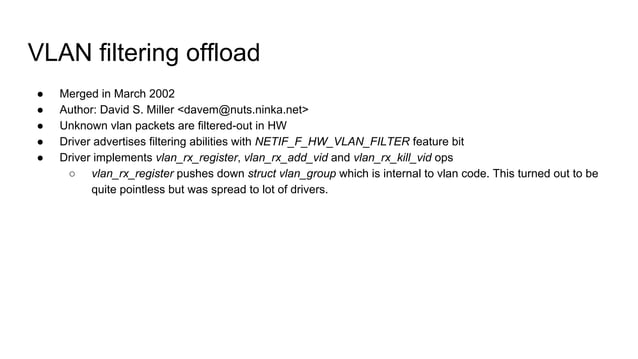 VLAN filtering offload
● Merged in March 2002
● Author: David S. Miller <davem@nuts.ninka.net>
● Unknown vlan packets are filtered-out in HW
● Driver advertises filtering abilities with NETIF_F_HW_VLAN_FILTER feature bit
● Driver implements vlan_rx_register, vlan_rx_add_vid and vlan_rx_kill_vid ops
○ vlan_rx_register pushes down struct vlan_group which is internal to vlan code. This turned out to be
quite pointless but was spread to lot of drivers.